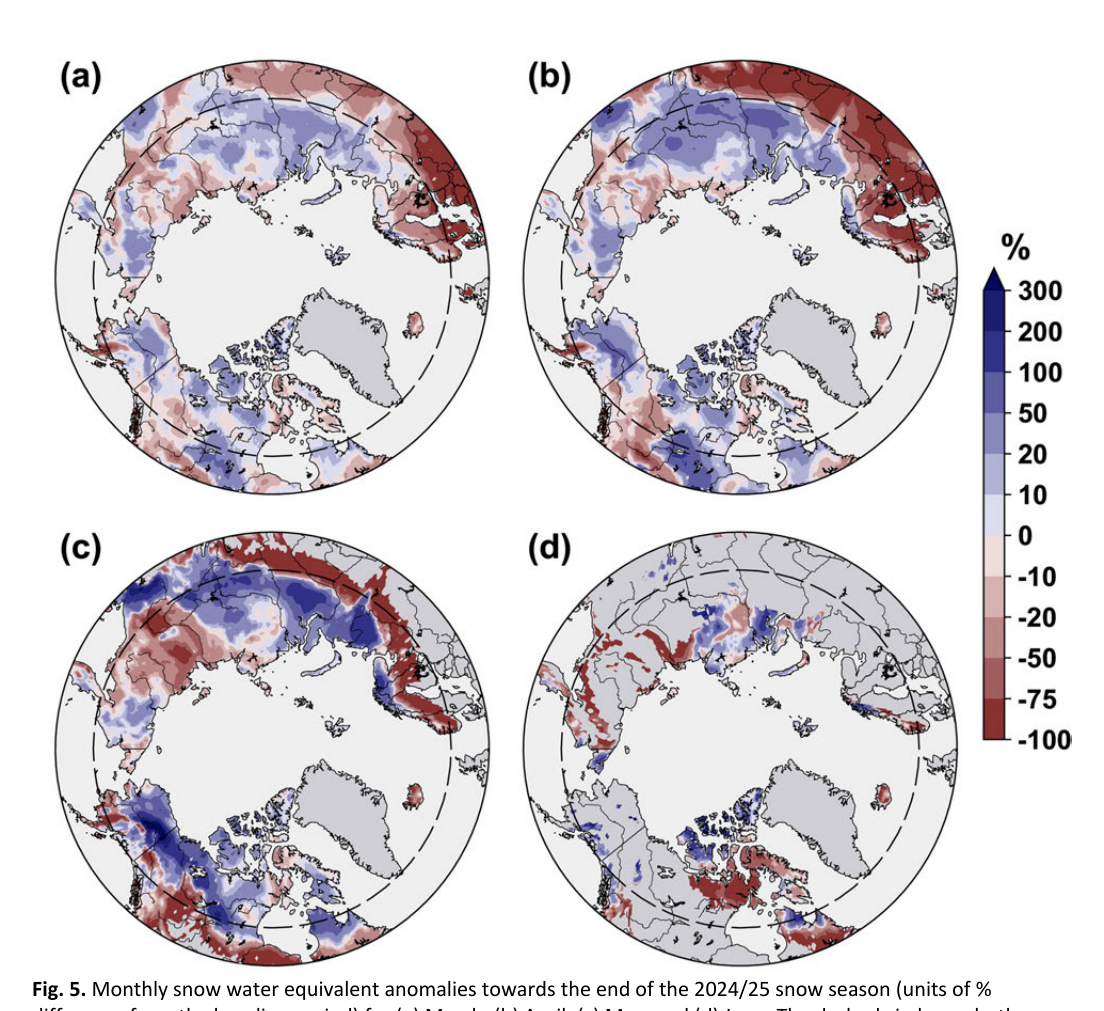 (a)
(b)
%
300
200
100
50
20
10
0
-10
-20
-50
-75
-100
(c)
(d)
Fig. 5. Monthly snow water equivalent anomalies towards the end of the 2024/25 snow season (units of %